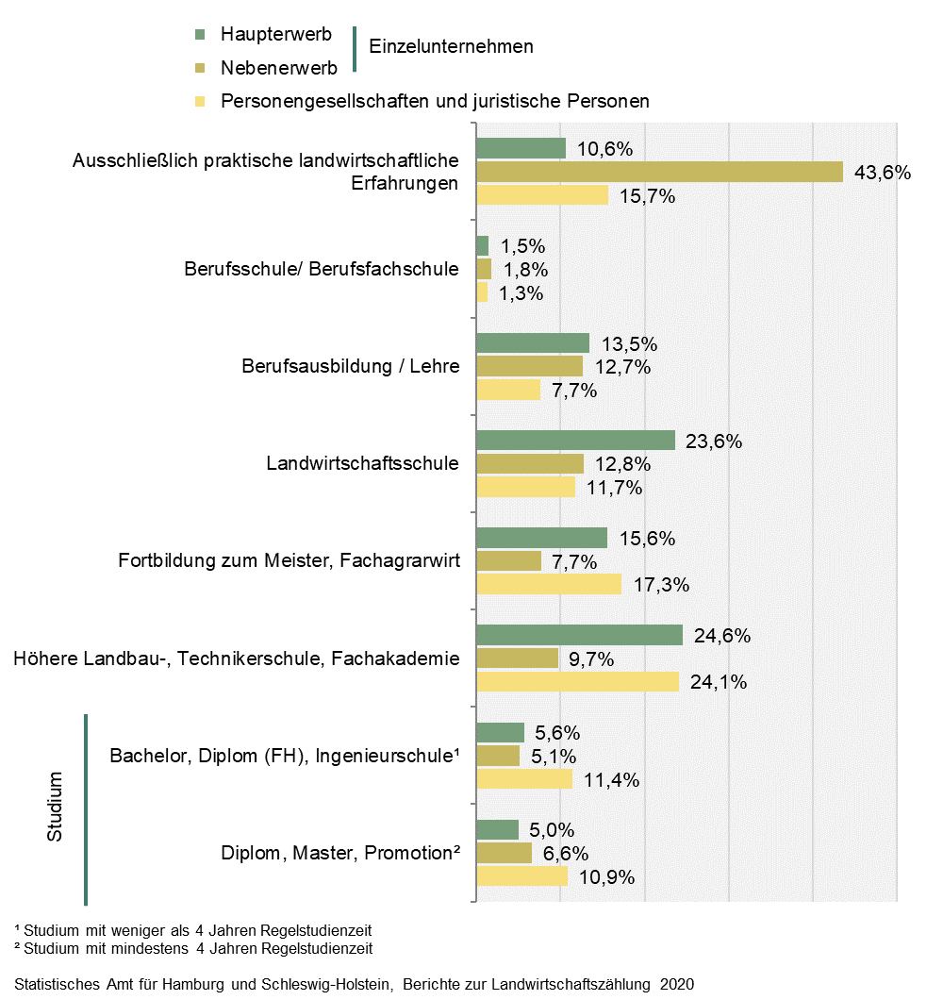 Haupterwerb
Einzelunternehmen
Nebenerwerb
Personengesellschaften und juristische Personen
Ausschließlich praktische landwirtschaftliche
Erfahrungen
10,6%
43,6%
15,7%
Berufsschule/ Berufsfachschule
1,5%
1,8%
1,3%
Berufsausbildung / Lehre
13,5%
12,7%
7,7%
Landwirtschaftsschule
23,6%
12,8%
11,7%
Fortbildung zum Meister, Fachagrarwirt
15,6%
7,7%
17,3%
Höhere Landbau-, Technikerschule, Fachakademie
24,6%
9,7%
24,1%
Studium
Bachelor, Diplom (FH), Ingenieurschule¹
5,6%
5,1%
11,4%
Diplom, Master, Promotion²
5,0%
6,6%
10,9%
¹ Studium mit weniger als 4 Jahren Regelstudienzeit
² Studium mit mindestens 4 Jahren Regelstudienzeit
Statistisches Amt für Hamburg und Schleswig-Holstein, Berichte zur Landwirtschaftszählung 2020